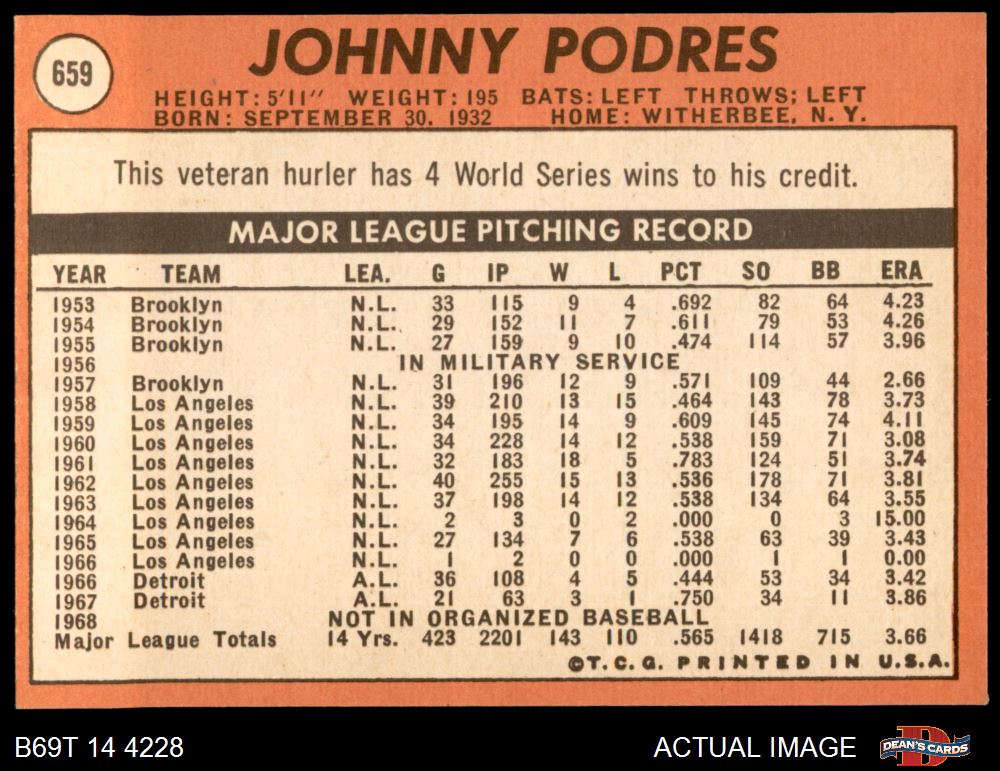 659
JOHNNY PODRES
HEIGHT: 5'11" WEIGHT: 195 BATS: LEFT THROWS; LEFT
BORN: SEPTEMBER 30, 1932 HOME: WITHERBEE, N. Y.
This veteran hurler has 4 World Series wins to his credit.
MAJOR LEAGUE PITCHING RECORD
YEAR TEAM LEA. G IP W L PCT SO BB ERA
1953 Brooklyn N.L. 33 115 9 4 .692 82 64 4.23
1954 Brooklyn N.L. 29 152 11 7 .611 79 53 4.26
1955 Brooklyn N.L. 27 159 9 10 .474 114 57 3.96
1956 IN MILITARY SERVICE
1957 Brooklyn N.L. 31 196 12 9 .571 109 44 2.66
1958 Los Angeles N.L. 39 210 13 15 .464 143 78 3.73
1959 Los Angeles N.L. 34 195 14 9 .609 145 74 4.11
1960 Los Angeles N.L. 34 228 14 12 .538 159 71 3.08
1961 Los Angeles N.L. 32 183 18 5 .783 124 51 3.74
1962 Los Angeles N.L. 40 255 15 13 .536 178 71 3.81
1963 Los Angeles N.L. 37 198 14 12 .538 134 64 3.55
1964 Los Angeles N.L. 2 3 0 2 .000 0 3 15.00
1965 Los Angeles N.L. 27 134 7 6 .538 63 39 3.43
1966 Los Angeles N.L. 1 2 0 0 .000 1 1 0.00
1966 Detroit A.L. 36 108 4 5 .444 53 34 3.42
1967 Detroit A.L. 21 63 3 1 .750 34 11 3.86
1968 NOT IN ORGANIZED BASEBALL
Major League Totals 14 Yrs. 423 2201 143 110 .565 1418 715 3.66
©T.C.G. PRINTED IN U.S.A.
B69T 14 4228 ACTUAL IMAGE D DEAN'S CARDS